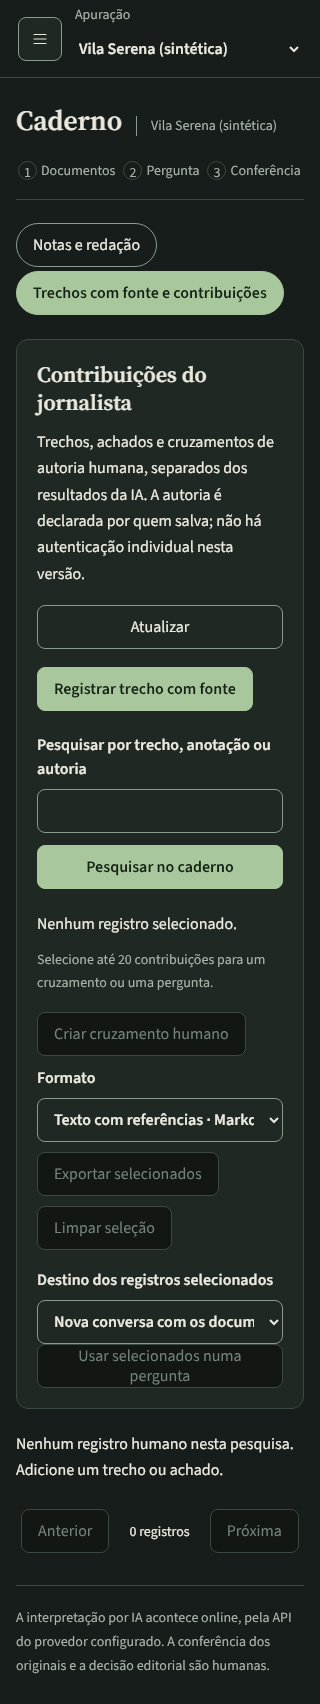 Apuração
Vila Serena (sintética)
Caderno
Vila Serena (sintética)
1 Documentos 2 Pergunta 3 Conferência
Notas e redação
Trechos com fonte e contribuições
Contribuições do
jornalista
Trechos, achados e cruzamentos de
autoria humana, separados dos
resultados da IA. A autoria é
declarada por quem salva; não há
autenticação individual nesta
versão.
Atualizar
Registrar trecho com fonte
Pesquisar por trecho, anotação ou
autoria
Pesquisar no caderno
Nenhum registro selecionado.
Selecione até 20 contribuições para um
cruzamento ou uma pergunta.
Criar cruzamento humano
Formato
Texto com referências · Markc
Exportar selecionados
Limpar seleção
Destino dos registros selecionados
Nova conversa com os docum
Usar selecionados numa
pergunta
Nenhum registro humano nesta pesquisa.
Adicione um trecho ou achado.
Anterior 0 registros Próxima
A interpretação por IA acontece online, pela API
do provedor configurado. A conferência dos
originais e a decisão editorial são humanas.